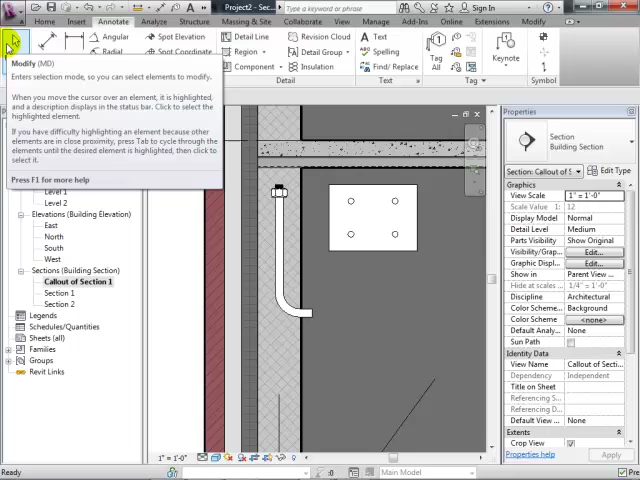 Project2 - Sec...
Type a keyword or phrase
Home Insert Annotate Analyze Structure Massing & Site Collaborate View Manage Add-Ins
Angular
Radial
Spot Elevation
Spot Coordinate
Detail Line
Region
Component
Revision Cloud
Detail Group
Insulation
Detail
Text
Spelling
Find/ Replace
Text
Tag
All
Tag
Keynote
Symbol
Modify (MD)
Enters selection mode, so you can select elements to modify.
When you move the cursor over an element, it is highlighted,
and a description displays in the status bar. Click to select the
highlighted element.
If you have difficulty highlighting an element because other
elements are in close proximity, press Tab to cycle through the
elements until the desired element is highlighted, then click to
select it.
Press F1 for more help
Level 1
Level 2
Elevations (Building Elevation)
East
North
South
West
Sections (Building Section)
Callout of Section 1
Section 1
Section 2
Legends
Schedules/Quantities
Sheets (all)
Families
Groups
Revit Links
1" = 1'-0"
Properties
Section
Building Section
Section: Callout of S
Edit Type
Graphics
View Scale 1" = 1'-0"
Scale Value 1: 12
Display Model Normal
Detail Level Medium
Parts Visibility Show Original
Visibility/Grap... Edit...
Graphic Displ... Edit...
Show in Parent View ...
Hide at scales ... 1/4" = 1'-0"
Discipline Architectural
Color Scheme... Background
Color Scheme <none>
Default Analy... None
Sun Path
Identity Data
View Name Callout of Sect...
Dependency Independent
Title on Sheet
Referencing S...
Referencing D...
Default View ...
Extents
Crop View
Properties help
Apply
Ready
:0
Main Model
Pre